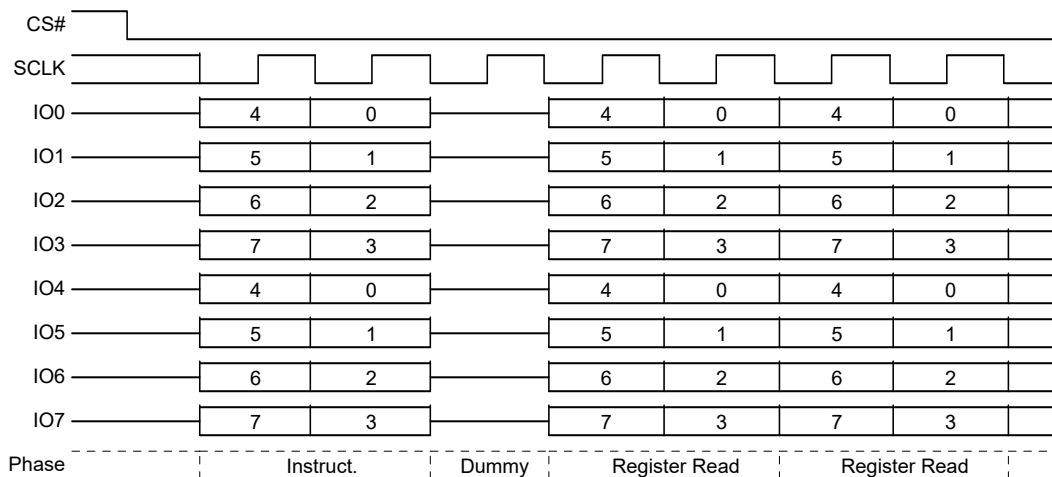 CS#
SCLK
IO0 4 0 4 0 4 0
IO1 5 1 5 1 5 1
IO2 6 2 6 2 6 2
IO3 7 3 7 3 7 3
IO4 4 0 4 0 4 0
IO5 5 1 5 1 5 1
IO6 6 2 6 2 6 2
IO7 7 3 7 3 7 3
Phase Instruct. Dummy Register Read Register Read